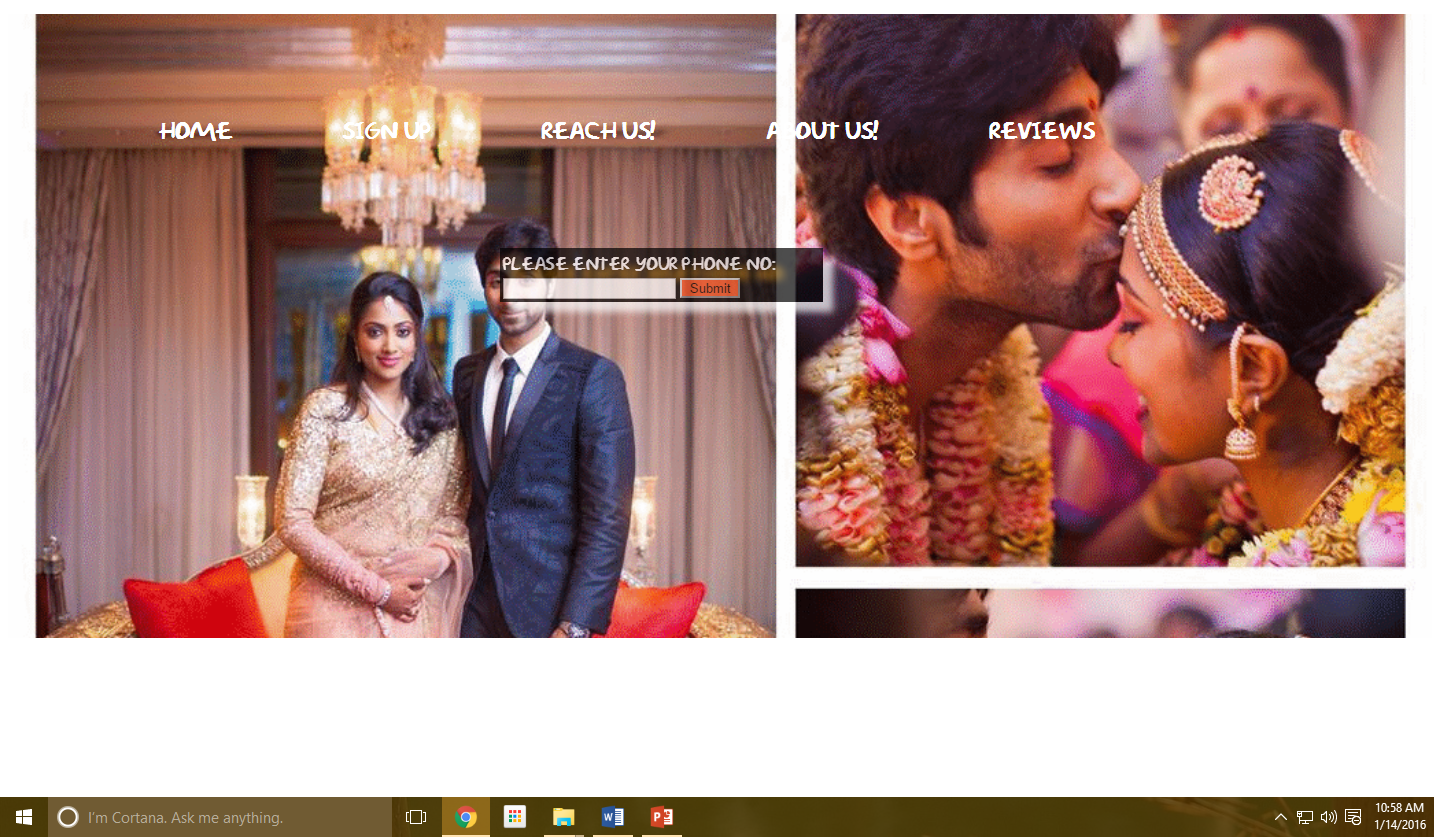 HOME SIGN UP REACH US! ABOUT US! REVIEWS
PLEASE ENTER YOUR PHONE NO:
Submit
I'm Cortana. Ask me anything.
10:58 AM
1/14/2016